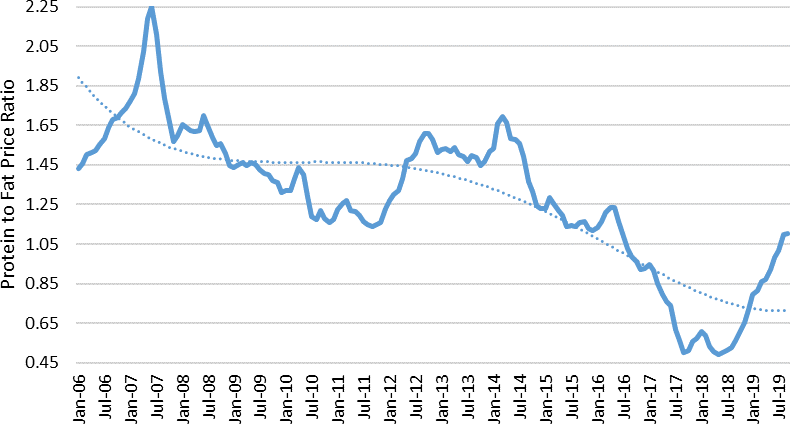 Protein to Fat Price Ratio
2.25
2.05
1.85
1.65
1.45
1.25
1.05
0.85
0.65
0.45
Jan-06
Jul-06
Jan-07
Jul-07
Jan-08
Jul-08
Jan-09
Jul-09
Jan-10
Jul-10
Jan-11
Jul-11
Jan-12
Jul-12
Jan-13
Jul-13
Jan-14
Jul-14
Jan-15
Jul-15
Jan-16
Jul-16
Jan-17
Jul-17
Jan-18
Jul-18
Jan-19
Jul-19